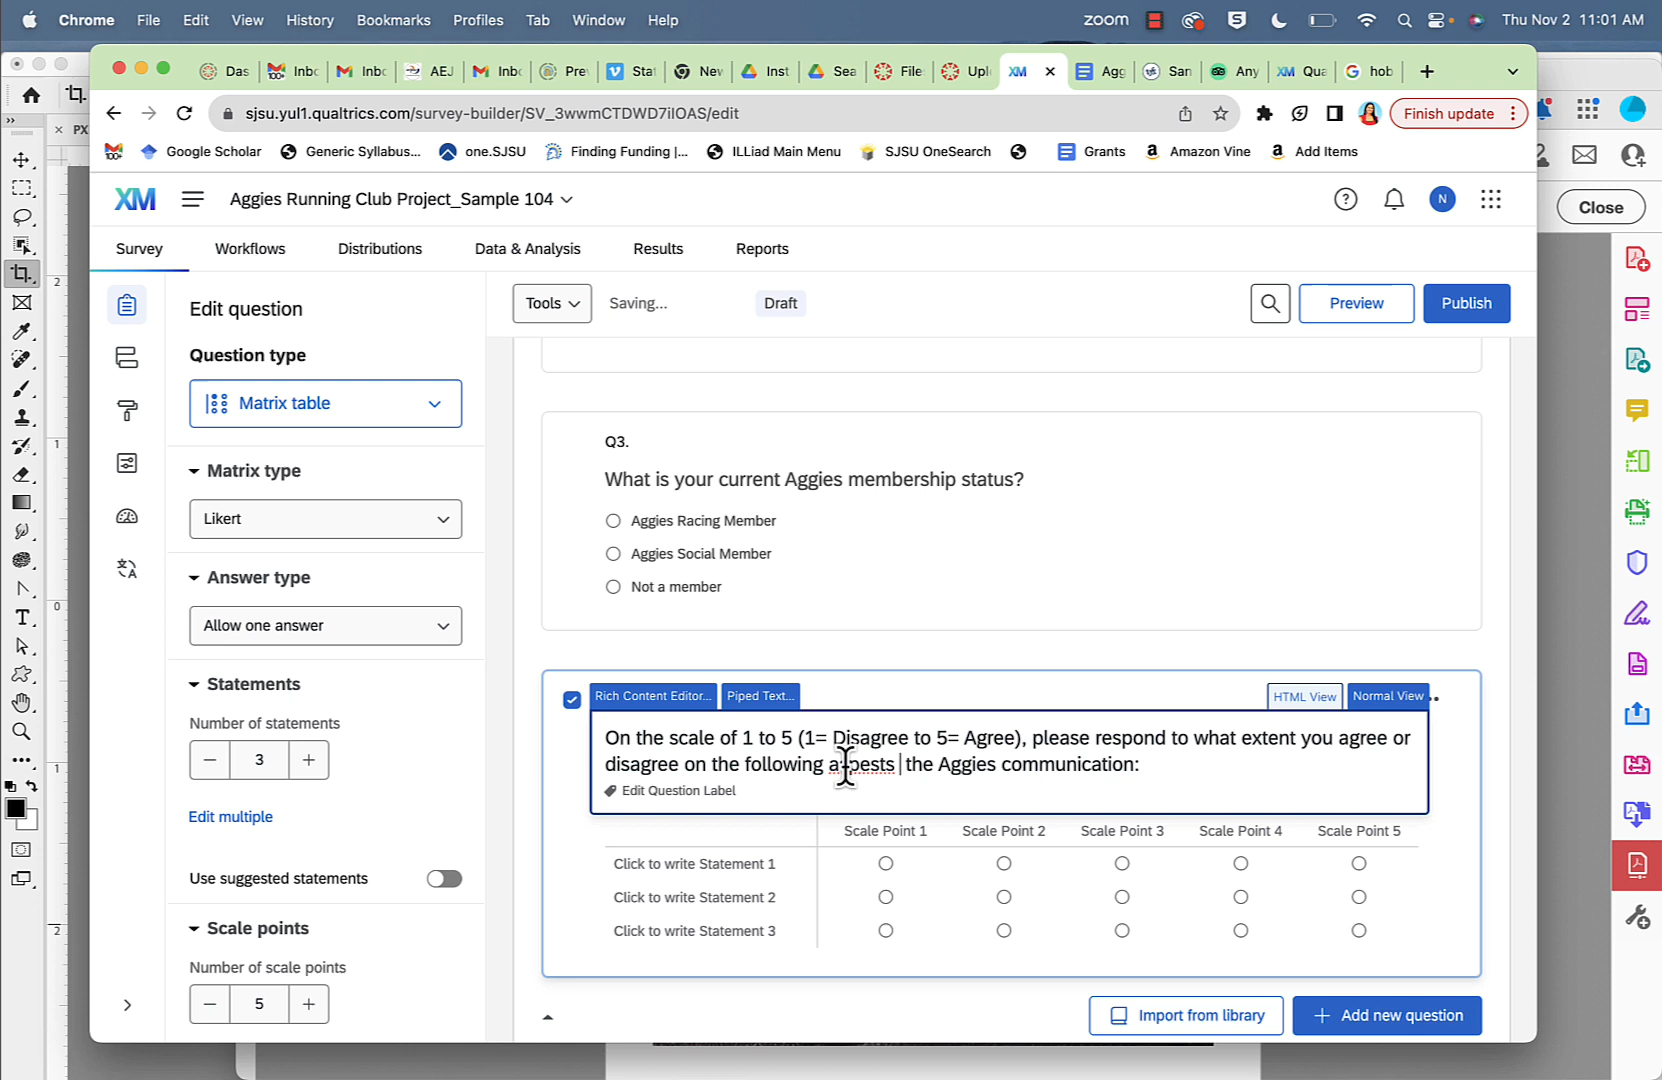 Chrome File Edit View History Bookmarks Profiles Tab Window Help zoom Thu Nov 2 11:01 AM
Das Inbo Inbo AEJ Inbo Pre Stat New Inst Sea File Uplo XM Agg San Any XM Qua hob
sjsu.yul1.qualtrics.com/survey-builder/SV_3wwmCTDWD7iIOAS/edit Finish update
Google Scholar Generic Syllabus... one.SJSU Finding Funding |... ILLiad Main Menu SJSU OneSearch Grants Amazon Vine Add Items
XM Aggies Running Club Project_Sample 104 N
Close
Survey Workflows Distributions Data & Analysis Results Reports
Edit question
Tools Saving... Draft Preview Publish
Question type
Matrix table
Matrix type
Likert
Answer type
Allow one answer
Statements
Number of statements
3
Edit multiple
Use suggested statements
Scale points
Number of scale points
5
Q3.
What is your current Aggies membership status?
Aggies Racing Member
Aggies Social Member
Not a member
Rich Content Editor... Piped Text... HTML View Normal View
On the scale of 1 to 5 (1= Disagree to 5= Agree), please respond to what extent you agree or
disagree on the following the Aggies communication:
Edit Question Label
Scale Point 1 Scale Point 2 Scale Point 3 Scale Point 4 Scale Point 5
Click to write Statement 1
Click to write Statement 2
Click to write Statement 3
Import from library Add new question